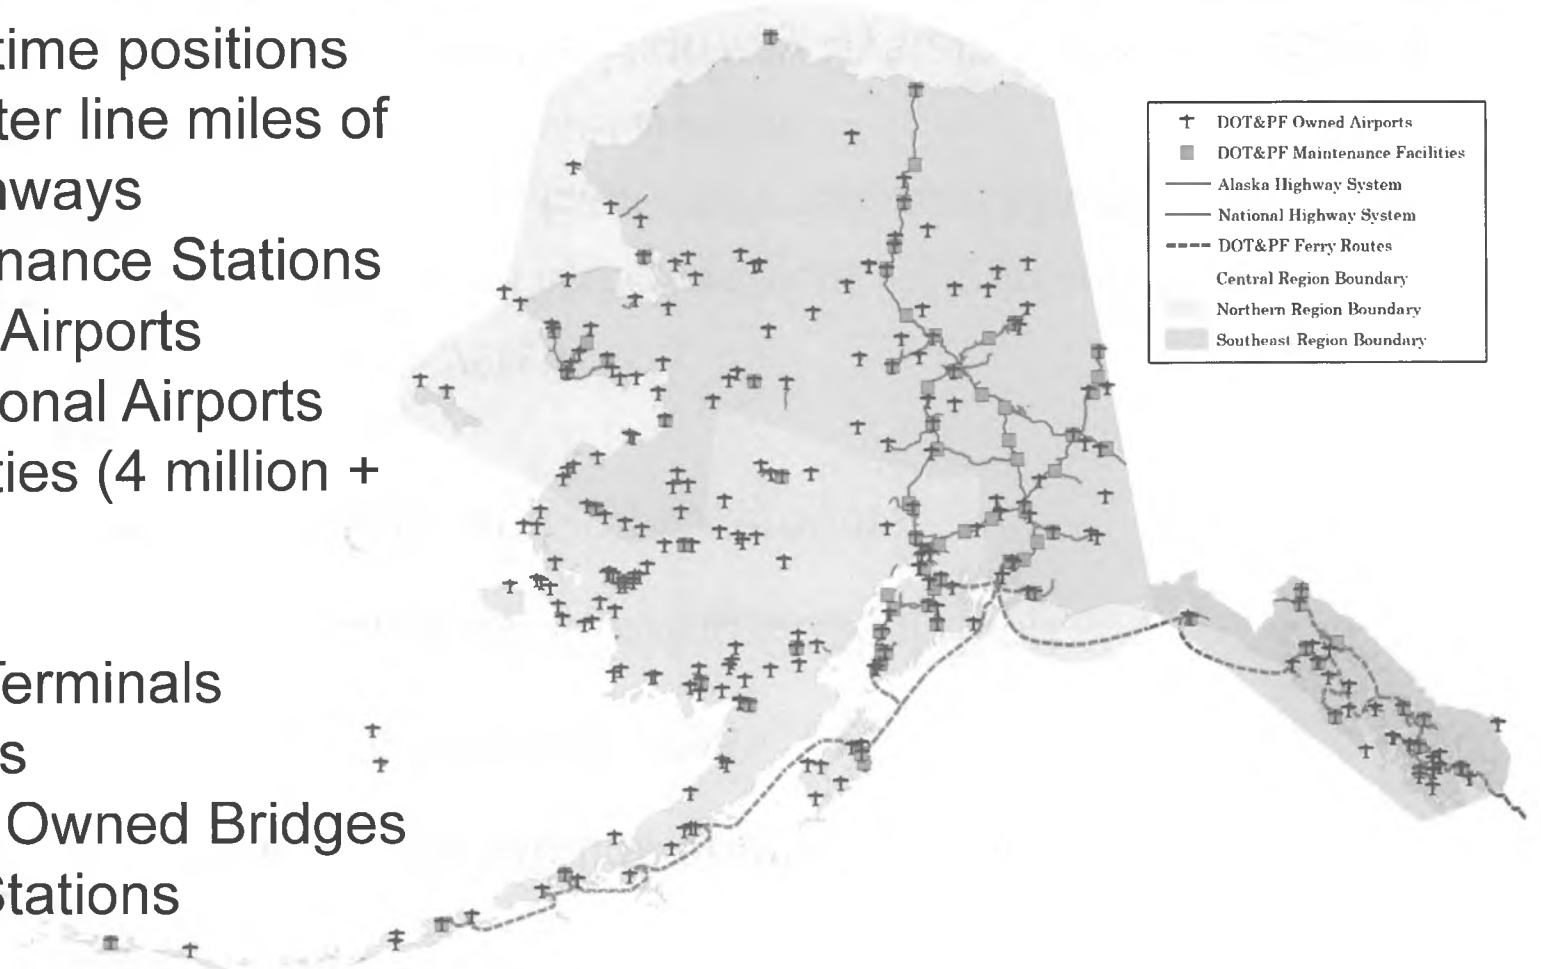 time positions
ter line miles of
ways
nance Stations
Airports
onal Airports
ties (4 million +
erminals
s
Owned Bridges
Stations
DOT&PF Owned Airports
DOT&PF Maintenance Facilities
Alaska Highway System
National Highway System
DOT&PF Ferry Routes
Central Region Boundary
Northern Region Boundary
Southeast Region Boundary